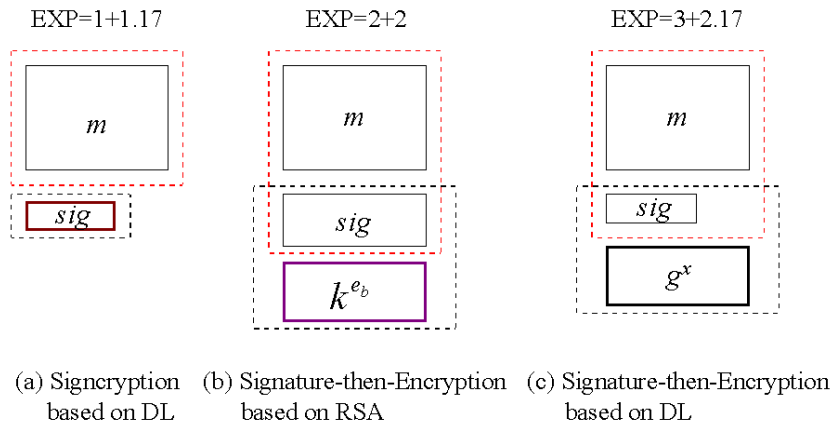 EXP=1+1.17
m
sig
(a) Signcryption
based on DL
EXP=2+2
m
sig
k^{e_b}
(b) Signature-then-Encryption
based on RSA
EXP=3+2.17
m
sig
g^x
(c) Signature-then-Encryption
based on DL